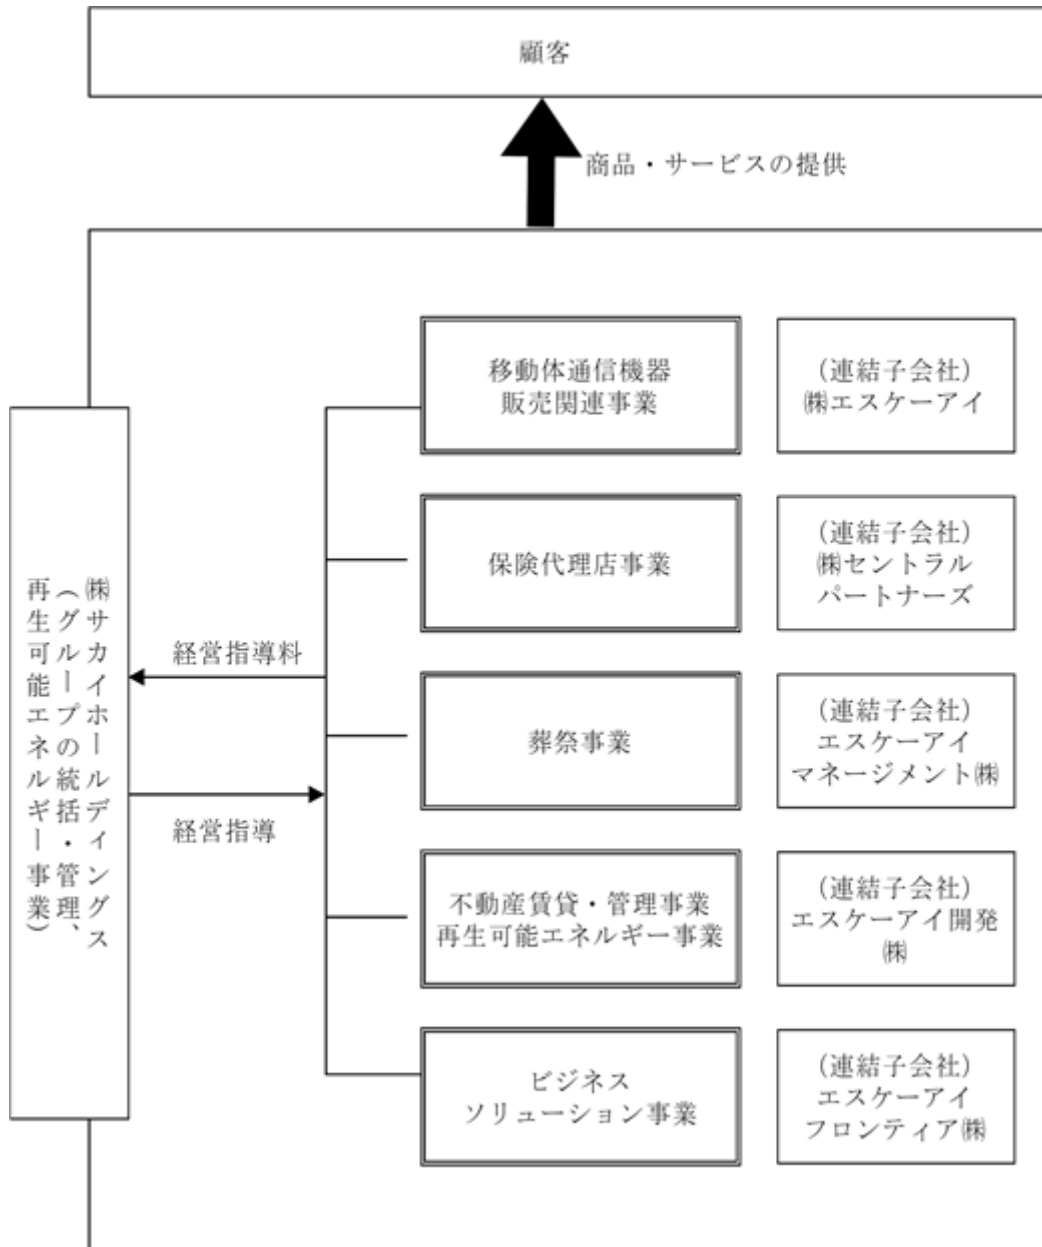 顧客
商品・サービスの提供
移動体通信機器
販売関連事業
(連結子会社)
㈱エスケーアイ
保険代理店事業
(連結子会社)
㈱セントラル
パートナーズ
㈱サカイホールディングス
(グループの統括・管理、
再生可能エネルギー事業)
経営指導料
経営指導
葬祭事業
(連結子会社)
エスケーアイ
マネージメント㈱
不動産賃貸・管理事業
再生可能エネルギー事業
(連結子会社)
エスケーアイ開発
㈱
ビジネス
ソリューション事業
(連結子会社)
エスケーアイ
フロンティア㈱